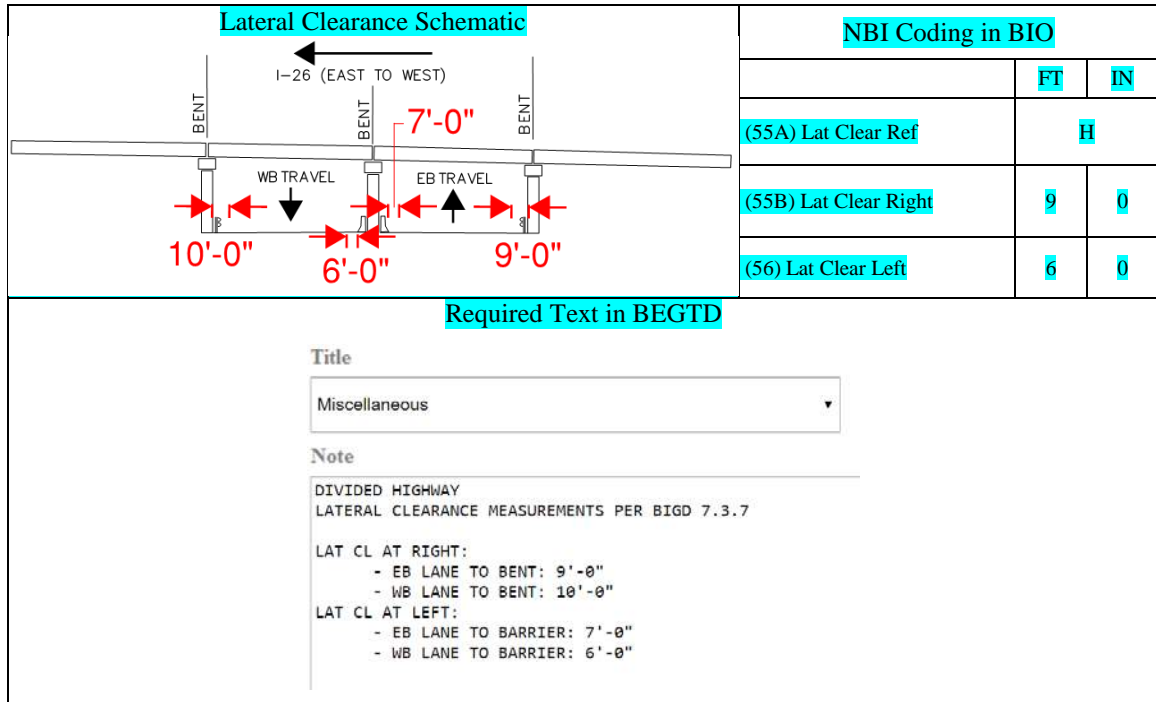 Lateral Clearance Schematic
I-26 (EAST TO WEST)
BENT
BENT
BENT
7'-0"
WB TRAVEL
EB TRAVEL
10'-0"
6'-0"
9'-0"
NBI Coding in BIO
FT IN
(55A) Lat Clear Ref H
(55B) Lat Clear Right 9 0
(56) Lat Clear Left 6 0
Required Text in BEGTD
Title
Miscellaneous
Note
DIVIDED HIGHWAY
LATERAL CLEARANCE MEASUREMENTS PER BIGD 7.3.7
LAT CL AT RIGHT:
- EB LANE TO BENT: 9'-0"
- WB LANE TO BENT: 10'-0"
LAT CL AT LEFT:
- EB LANE TO BARRIER: 7'-0"
- WB LANE TO BARRIER: 6'-0"